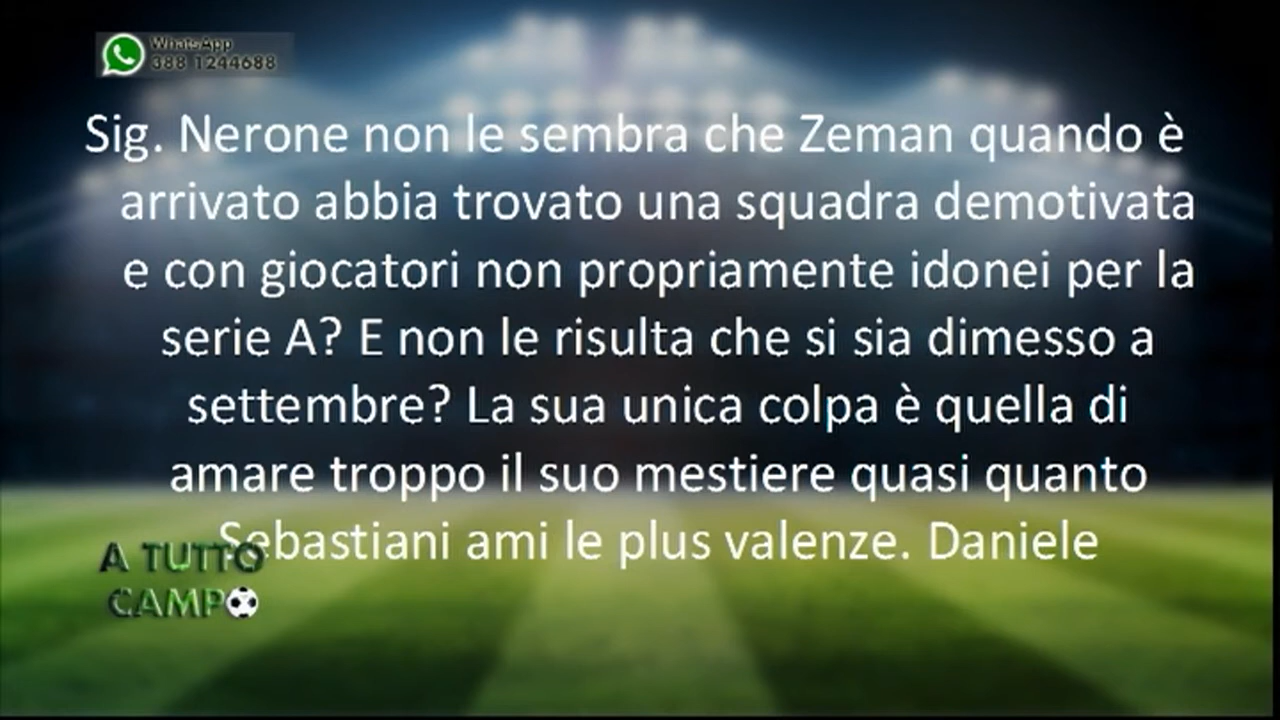 WhatsApp
388 1244688
Sig. Nerone non le sembra che Zeman quando è
arrivato abbia trovato una squadra demotivata
e con giocatori non propriamente idonei per la
serie A? E non le risulta che si sia dimesso a
settembre? La sua unica colpa è quella di
amare troppo il suo mestiere quasi quanto
Sebastiani ami le plus valenze. Daniele
A TUTTO
CAMPO